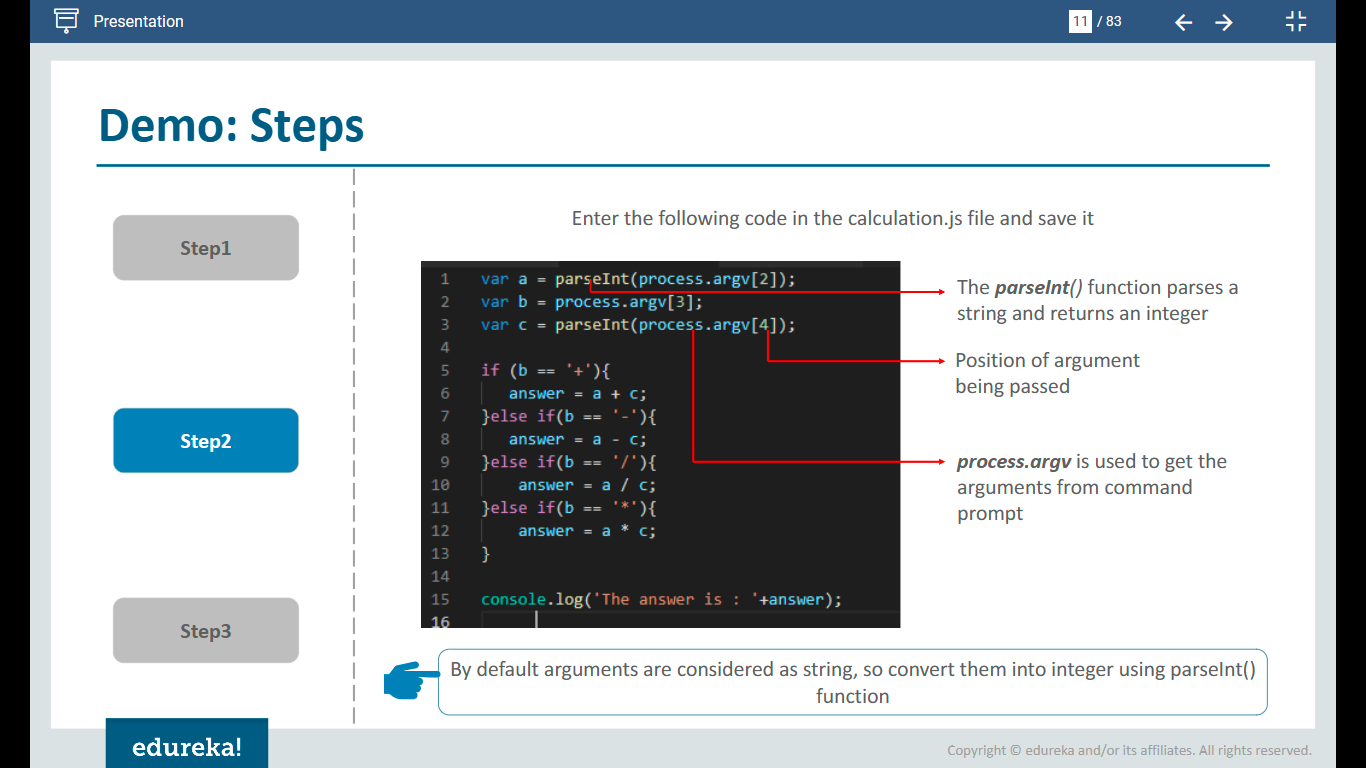 Presentation
11 / 83
Demo: Steps
Step1
Step2
Step3
Enter the following code in the calculation.js file and save it
1 var a = parseInt(process.argv[2]);
2 var b = process.argv[3];
3 var c = parseInt(process.argv[4]);
4
5 if (b == '+'){
6 answer = a + c;
7 }else if(b == '-'){
8 answer = a - c;
9 }else if(b == '/'){
10 answer = a / c;
11 }else if(b == '*'){
12 answer = a * c;
13 }
14
15 console.log('The answer is : '+answer);
16
The parseInt() function parses a
string and returns an integer
Position of argument
being passed
process.argv is used to get the
arguments from command
prompt
By default arguments are considered as string, so convert them into integer using parseInt()
function
edureka!
Copyright © edureka and/or its affiliates. All rights reserved.